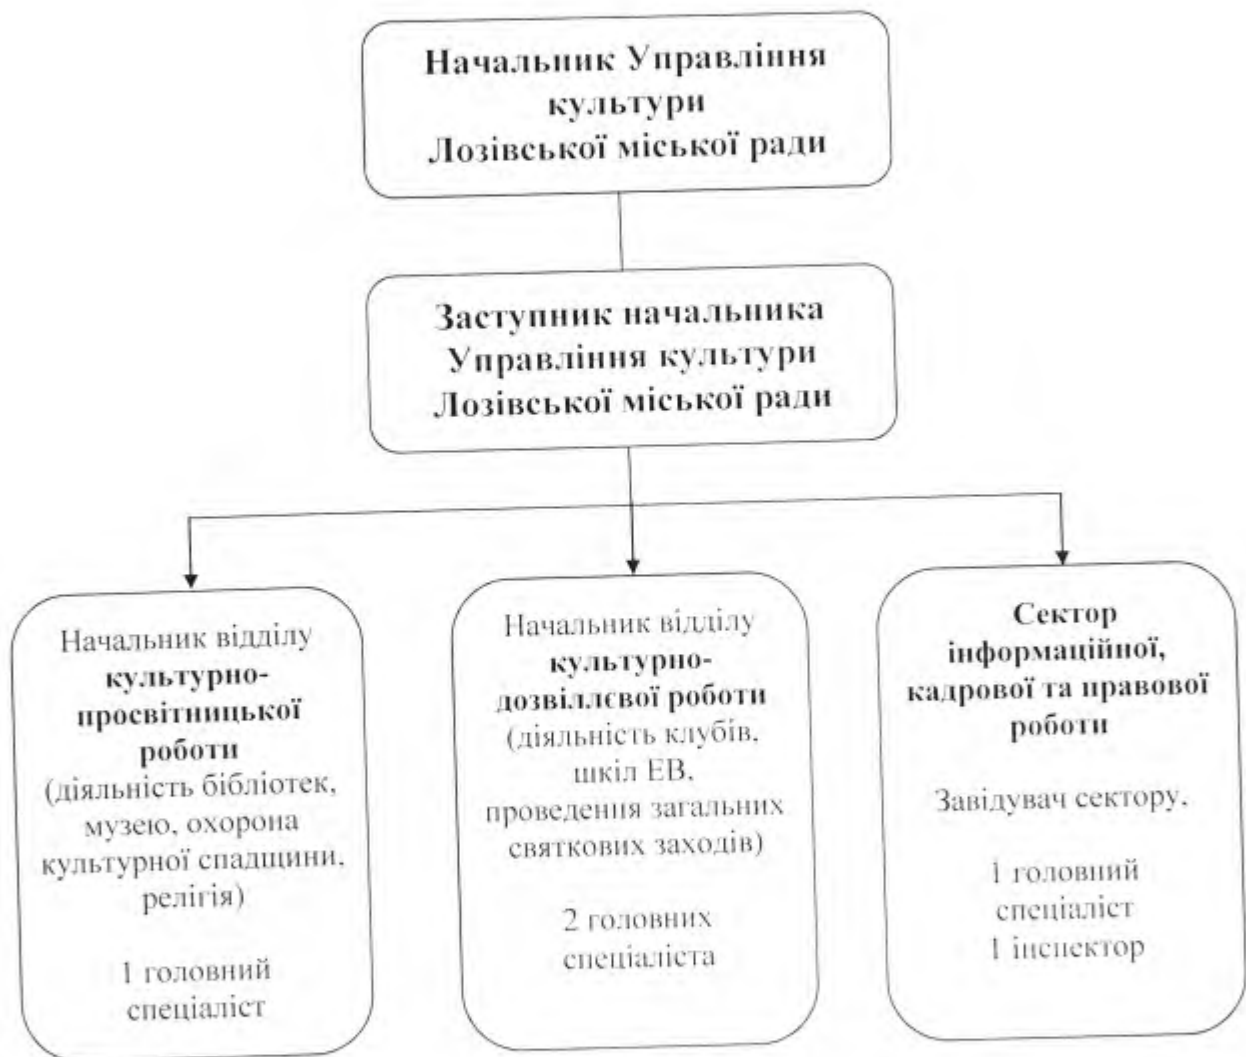 Начальник Управління
культури
Лозівської міської ради
Заступник начальника
Управління культури
Лозівської міської ради
Начальник відділу
культурно-
просвітницької
роботи
(діяльність бібліотек,
музею, охорона
культурної спадщини,
релігія)
1 головний
спеціаліст
Начальник відділу
культурно-
дозвіллєвої роботи
(діяльність клубів,
шкіл ЕВ,
проведення загальних
святкових заходів)
2 головних
спеціаліста
Сектор
інформаційної,
кадрової та правової
роботи
Завідувач сектору,
1 головний
спеціаліст
1 інспектор